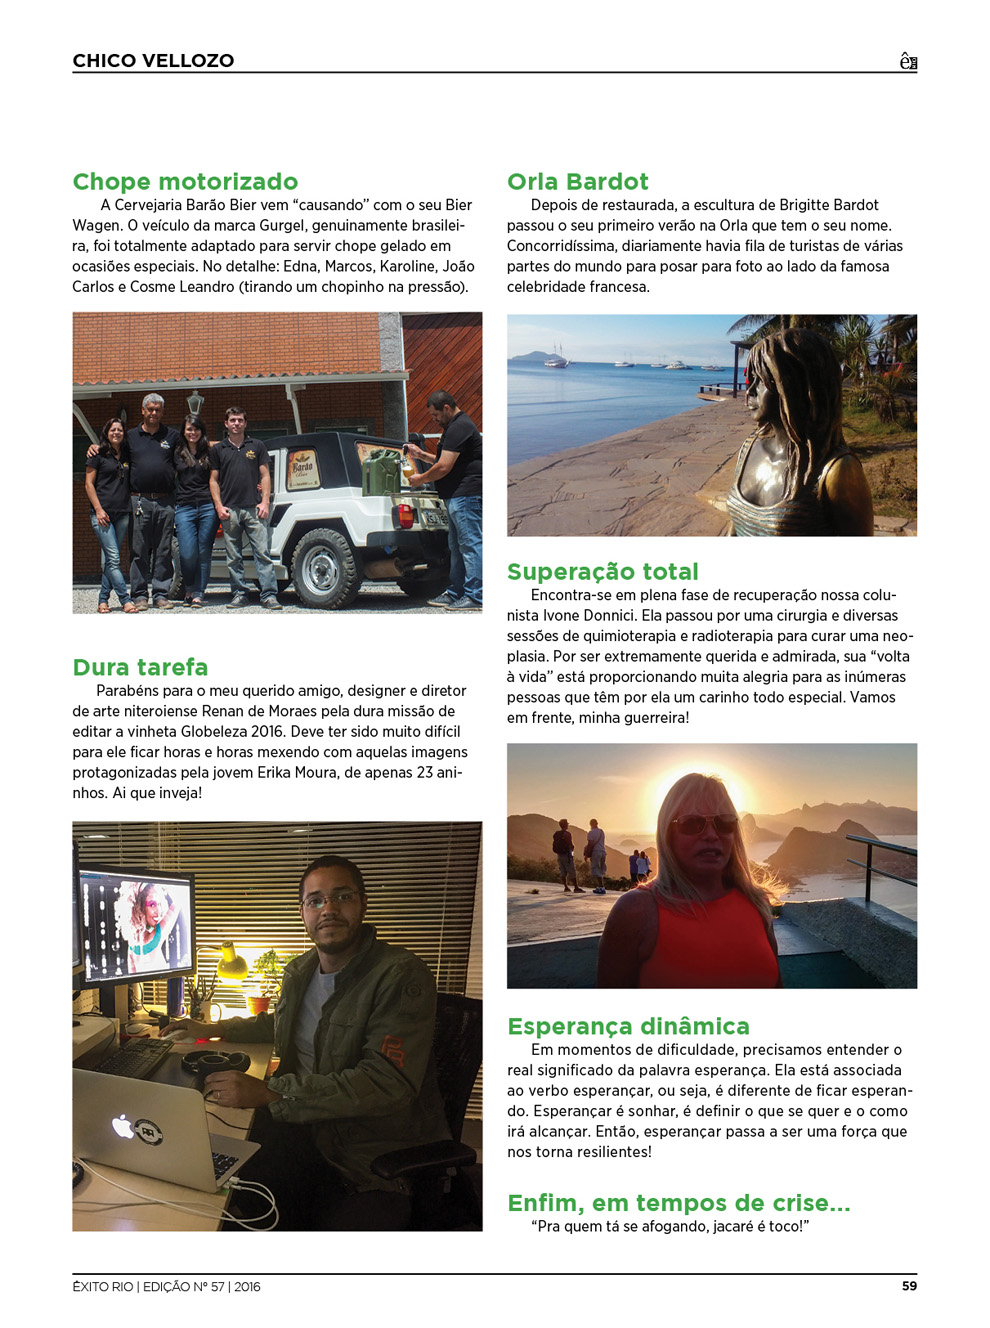 CHICO VELLOZO
Chope motorizado
A Cervejaria Barão Bier vem “causando” com o seu Bier
Wagen. O veículo da marca Gurgel, genuinamente brasilei-
ra, foi totalmente adaptado para servir chope gelado em
ocasiões especiais. No detalhe: Edna, Marcos, Karoline, João
Carlos e Cosme Leandro (tirando um chopinho na pressão).
Barão
Dura tarefa
Parabéns para o meu querido amigo, designer e diretor
de arte niteroiense Renan de Moraes pela dura missão de
editar a vinheta Globeleza 2016. Deve ter sido muito difícil
para ele ficar horas e horas mexendo com aquelas imagens
protagonizadas pela jovem Erika Moura, de apenas 23 ani-
nhos. Ai que inveja!
Orla Bardot
Depois de restaurada, a escultura de Brigitte Bardot
passou o seu primeiro verão na Orla que tem o seu nome.
Concorridíssima, diariamente havia fila de turistas de várias
partes do mundo para posar para foto ao lado da famosa
celebridade francesa.
Superação total
Encontra-se em plena fase de recuperação nossa colu-
nista Ivone Donnici. Ela passou por uma cirurgia e diversas
sessões de quimioterapia e radioterapia para curar uma neo-
plasia. Por ser extremamente querida e admirada, sua “volta
à vida” está proporcionando muita alegria para as inúmeras
pessoas que têm por ela um carinho todo especial. Vamos
em frente, minha guerreira!
Esperança dinâmica
Em momentos de dificuldade, precisamos entender o
real significado da palavra esperança. Ela está associada
ao verbo esperançar, ou seja, é diferente de ficar esperan-
do. Esperançar é sonhar, é definir o que se quer e o como
irá alcançar. Então, esperançar passa a ser uma força que
nos torna resilientes!
Enfim, em tempos de crise...
“Pra quem tá se afogando, jacaré é toco!”
ÊXITO RIO | EDIÇÃO Nº 57 | 2016
59